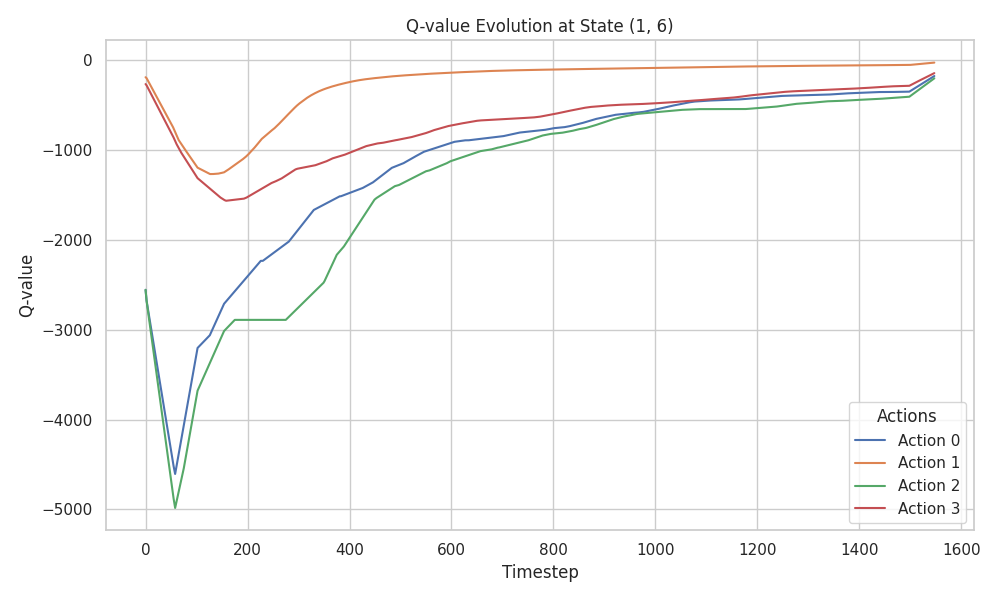 Q-value Evolution at State (1, 6)
Q-value
0
−1000
−2000
−3000
−4000
−5000
0
200
400
600
800
1000
1200
1400
1600
Timestep
Actions
Action 0
Action 1
Action 2
Action 3